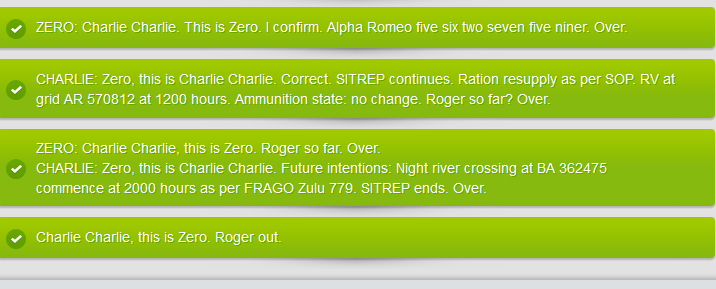 ZERO: Charlie Charlie. This is Zero. I confirm. Alpha Romeo five six two seven five niner. Over.
CHARLIE: Zero, this is Charlie Charlie. Correct. SITREP continues. Ration resupply as per SOP. RV at
grid AR 570812 at 1200 hours. Ammunition state: no change. Roger so far? Over.
ZERO: Charlie Charlie, this is Zero. Roger so far. Over.
CHARLIE: Zero, this is Charlie Charlie. Future intentions: Night river crossing at BA 362475
commence at 2000 hours as per FRAGO Zulu 779. SITREP ends. Over.
Charlie Charlie, this is Zero. Roger out.